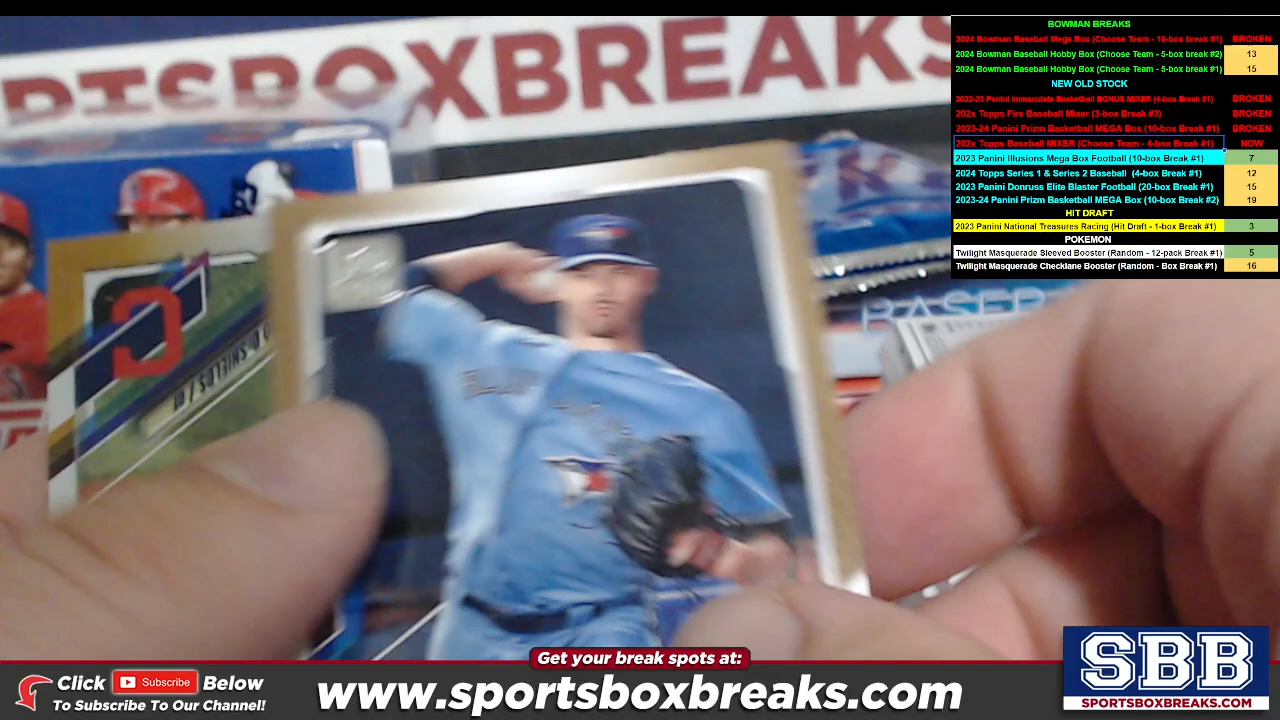 RTSBOXBREAKS
BOWMAN BREAKS
2024 Bowman Baseball Mega Box (Choose Team - 10-box break #1) BROKEN
2024 Bowman Baseball Hobby Box (Choose Team - 5-box break #2) 13
2024 Bowman Baseball Hobby Box (Choose Team - 5-box break #1) 15
NEW OLD STOCK
2022-23 Panini Immaculate Basketball BONUS MIXER (4-box Break #1) BROKEN
202x Topps Fire Baseball Mixer (3-box Break #3) BROKEN
2023-24 Panini Prizm Basketball MEGA Box (10-box Break #1) BROKEN
202x Topps Baseball MIXER (Choose Team - 4-box Break #1) NOW
2023 Panini Illusions Mega Box Football (10-box Break #1) 7
2024 Topps Series 1 & Series 2 Baseball (4-box Break #1) 12
2023 Panini Donruss Elite Blaster Football (20-box Break #1) 15
2023-24 Panini Prizm Basketball MEGA Box (10-box Break #2) 19
HIT DRAFT
2023 Panini National Treasures Racing (Hit Draft - 1-box Break #1) 3
POKEMON
Twilight Masquerade Sleeved Booster (Random - 12-pack Break #1) 5
Twilight Masquerade Checklane Booster (Random - Box Break #1) 16
BASEB
C
O-SHIELDS /
Get your break spots at:
Click Subscribe Below
To Subscribe To Our Channel!
www.sportsboxbreaks.com
SBB
SPORTSBOXBREAKS.COM